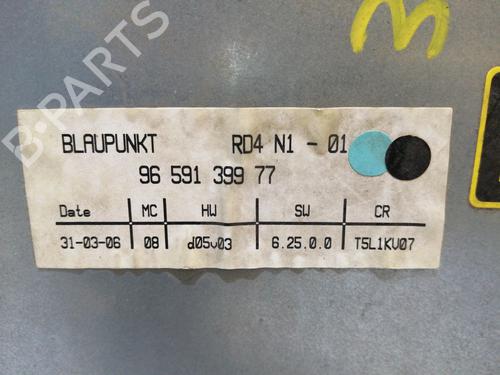 B-PARTS
M
BLAUPUNKT RD4 N1 - 01
96 591 399 77
Date MC HW SW CR
31-03-06 08 d05v03 6.25.0.0 T5L1KV07